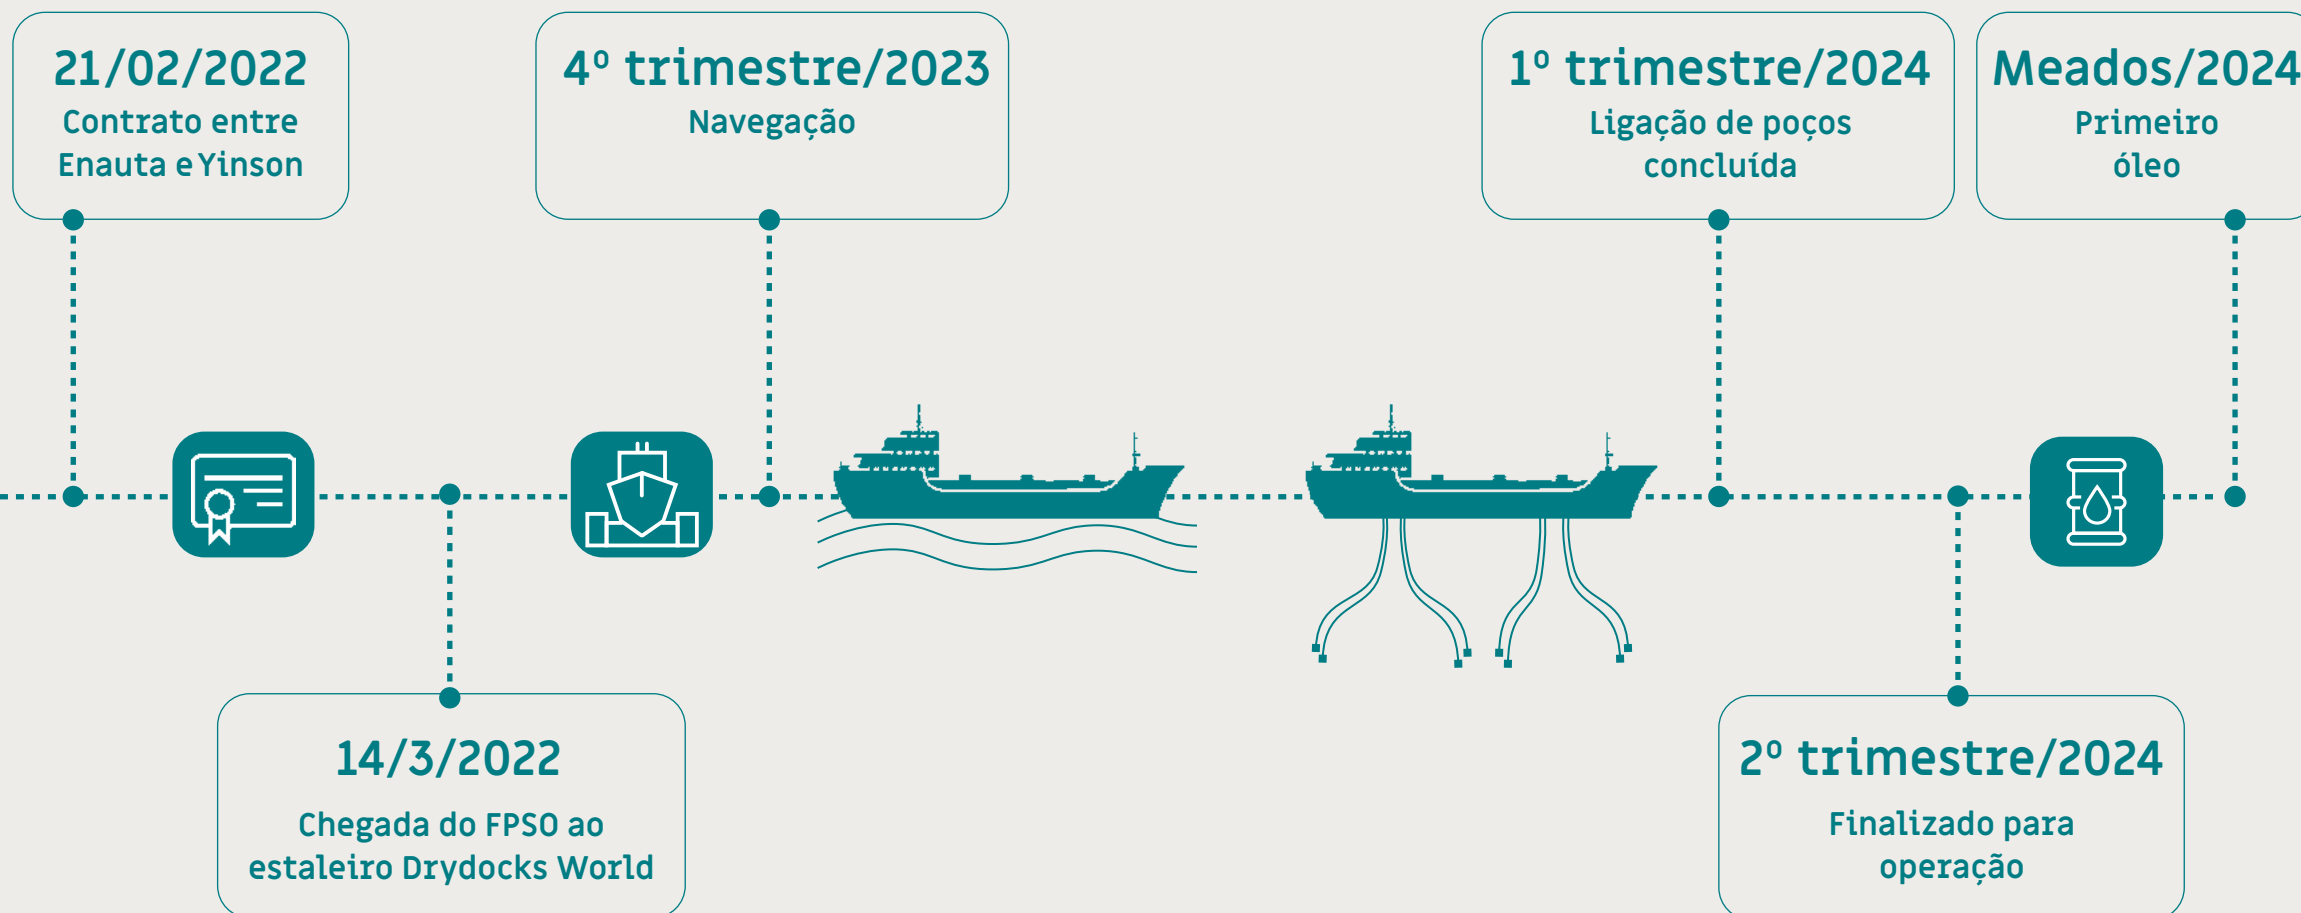 21/02/2022
Contrato entre
Enauta e Yinson
4º trimestre/2023
Navegação
1º trimestre/2024
Ligação de poços
concluída
Meados/2024
Primeiro
óleo
14/3/2022
Chegada do FPSO ao
estaleiro Drydocks World
2º trimestre/2024
Finalizado para
operação